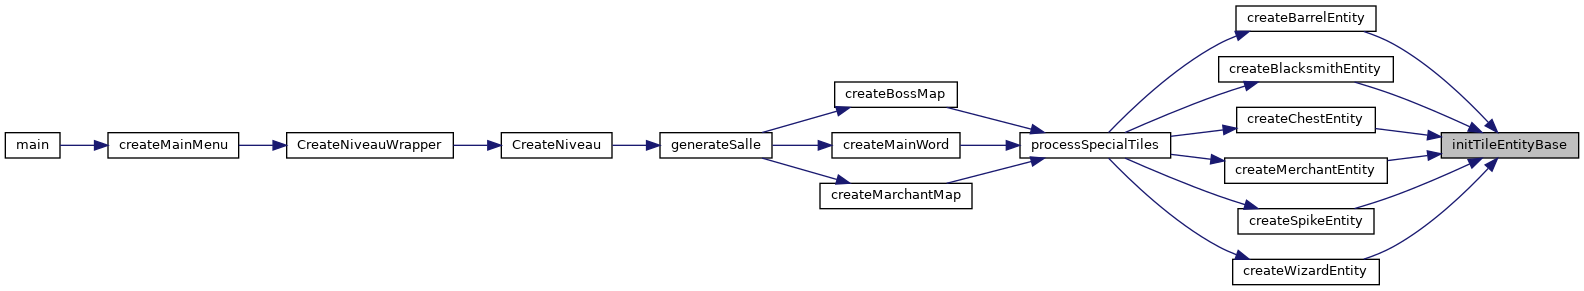 main
createMainMenu
CreateNiveauWrapper
CreateNiveau
generateSalle
createBossMap
createMainWord
createMarchantMap
processSpecialTiles
createBarrelEntity
createBlacksmithEntity
createChestEntity
createMerchantEntity
createSpikeEntity
createWizardEntity
initTileEntityBase